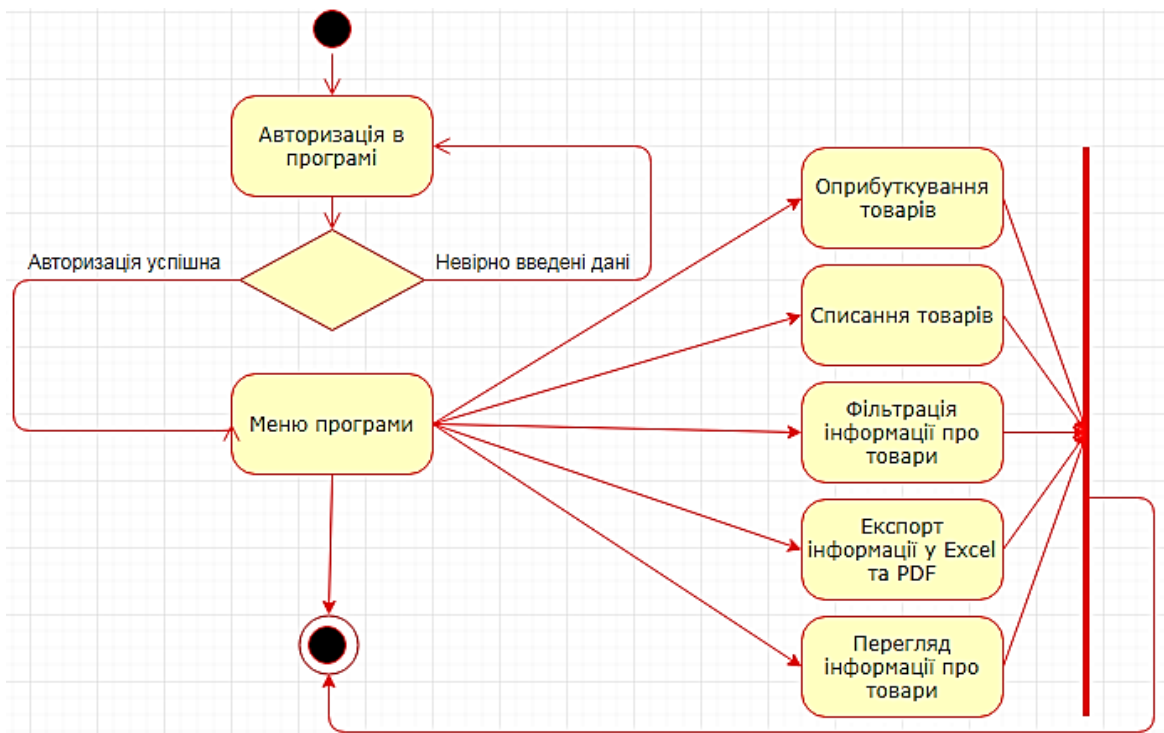 Авторизація в
програмі
Авторизація успішна
Невірно введені дані
Меню програми
Оприбуткування
товарів
Списання товарів
Фільтрація
інформації про
товари
Експорт
інформації у Excel
та PDF
Перегляд
інформації про
товари